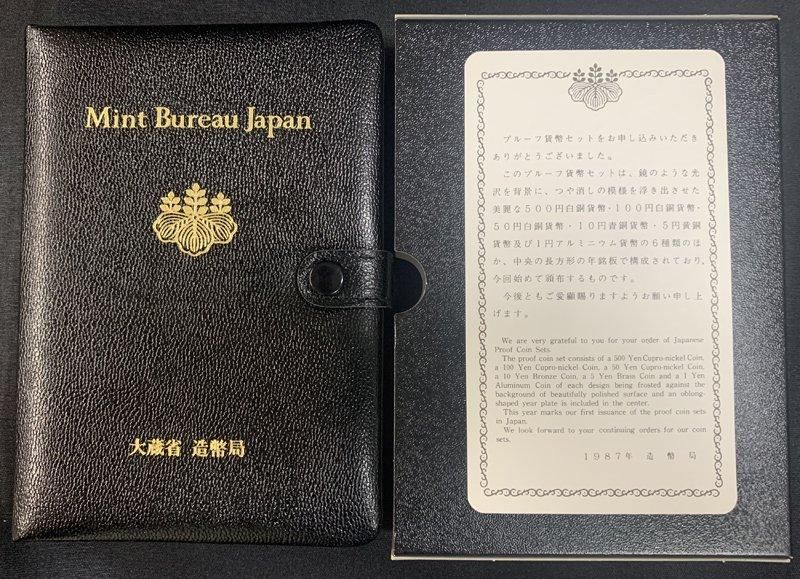 Mint Bureau Japan
大蔵省 造幣局
プルーフ貨幣セットをお申し込みいただき
ありがとうございました。
このプルーフ貨幣セットは、鏡のような光
沢を背景に、つや消しの模様を浮き出させた
美麗な500円白銅貨幣・100円白銅貨幣・
50円白銅貨幣・10円青銅貨幣・5円黄銅
貨幣及び1円アルミニウム貨幣の6種類のほ
か、中央の長方形の年銘板で構成されており、
今回始めて頒布するものです。
今後ともご愛顧賜りますようお願い申し上
げます。
We are very grateful to you for your order of Japanese
Proof Coin Sets.
The proof coin set consists of a 500 Yen Cupro-nickel Coin,
a 100 Yen Cupro-nickel Coin, a 50 Yen Cupro-nickel Coin,
a 10 Yen Bronze Coin, a 5 Yen Brass Coin and a 1 Yen
Aluminum Coin of each design being frosted against the
background of beautifully polished surface and an oblong-
shaped year plate is included in the center.
This year marks our first issuance of the proof coin sets
in Japan.
We look forward to your continuing orders for our coin
sets.
1987年 造幣局